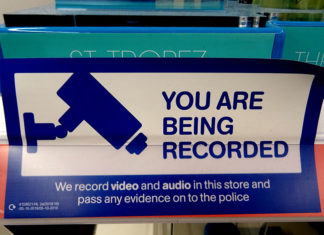 ST. TROPEZ
YOU ARE
BEING
RECORDED
We record video and audio in this store and
pass any evidence on to the police